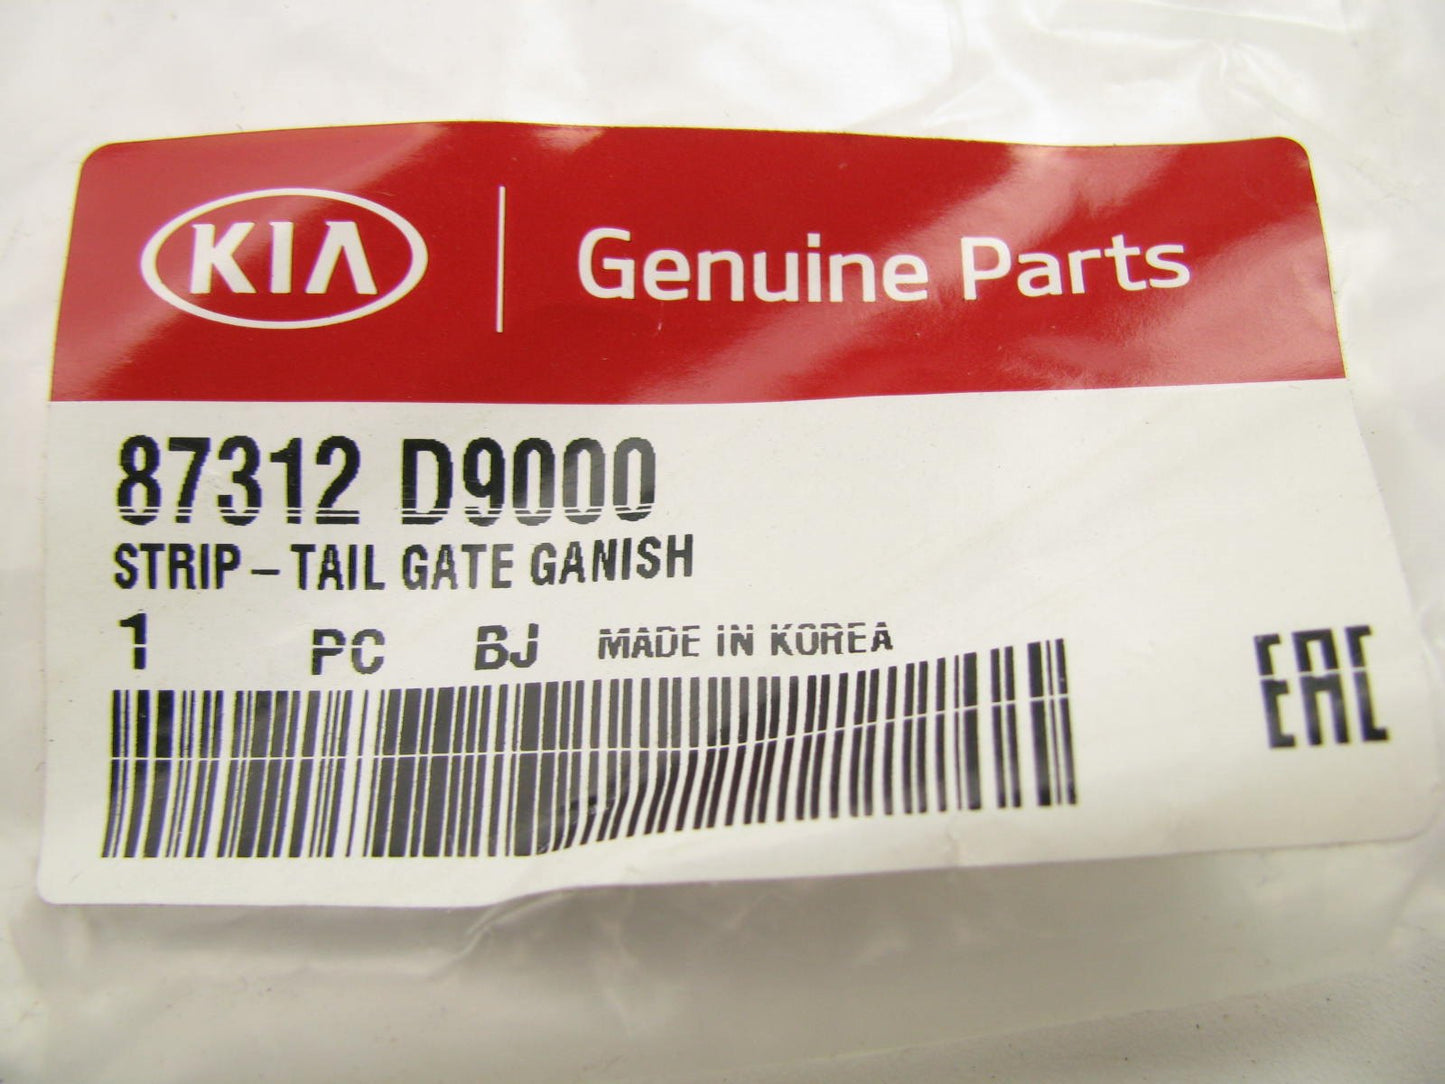 KIA Genuine Parts
87312 D9000
STRIP-TAIL GATE GANISH
1 PC BJ MADE IN KOREA
EAC